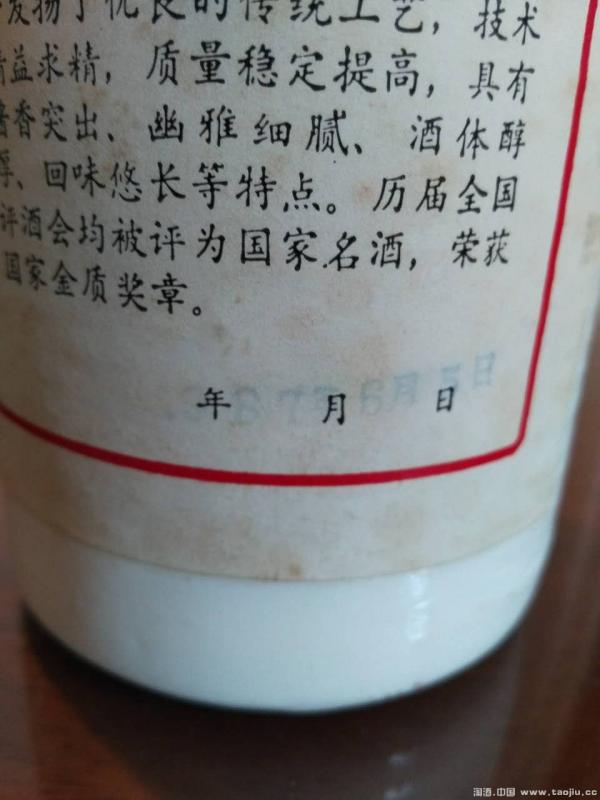 发扬了优良的传统工艺，技术
精益求精，质量稳定提高，具有
酱香突出、幽雅细腻、酒体醇
厚、回味悠长等特点。历届全国
评酒会均被评为国家名酒，荣获
国家金质奖章。
年 月 日
淘酒.中国 www.taojiu.cc